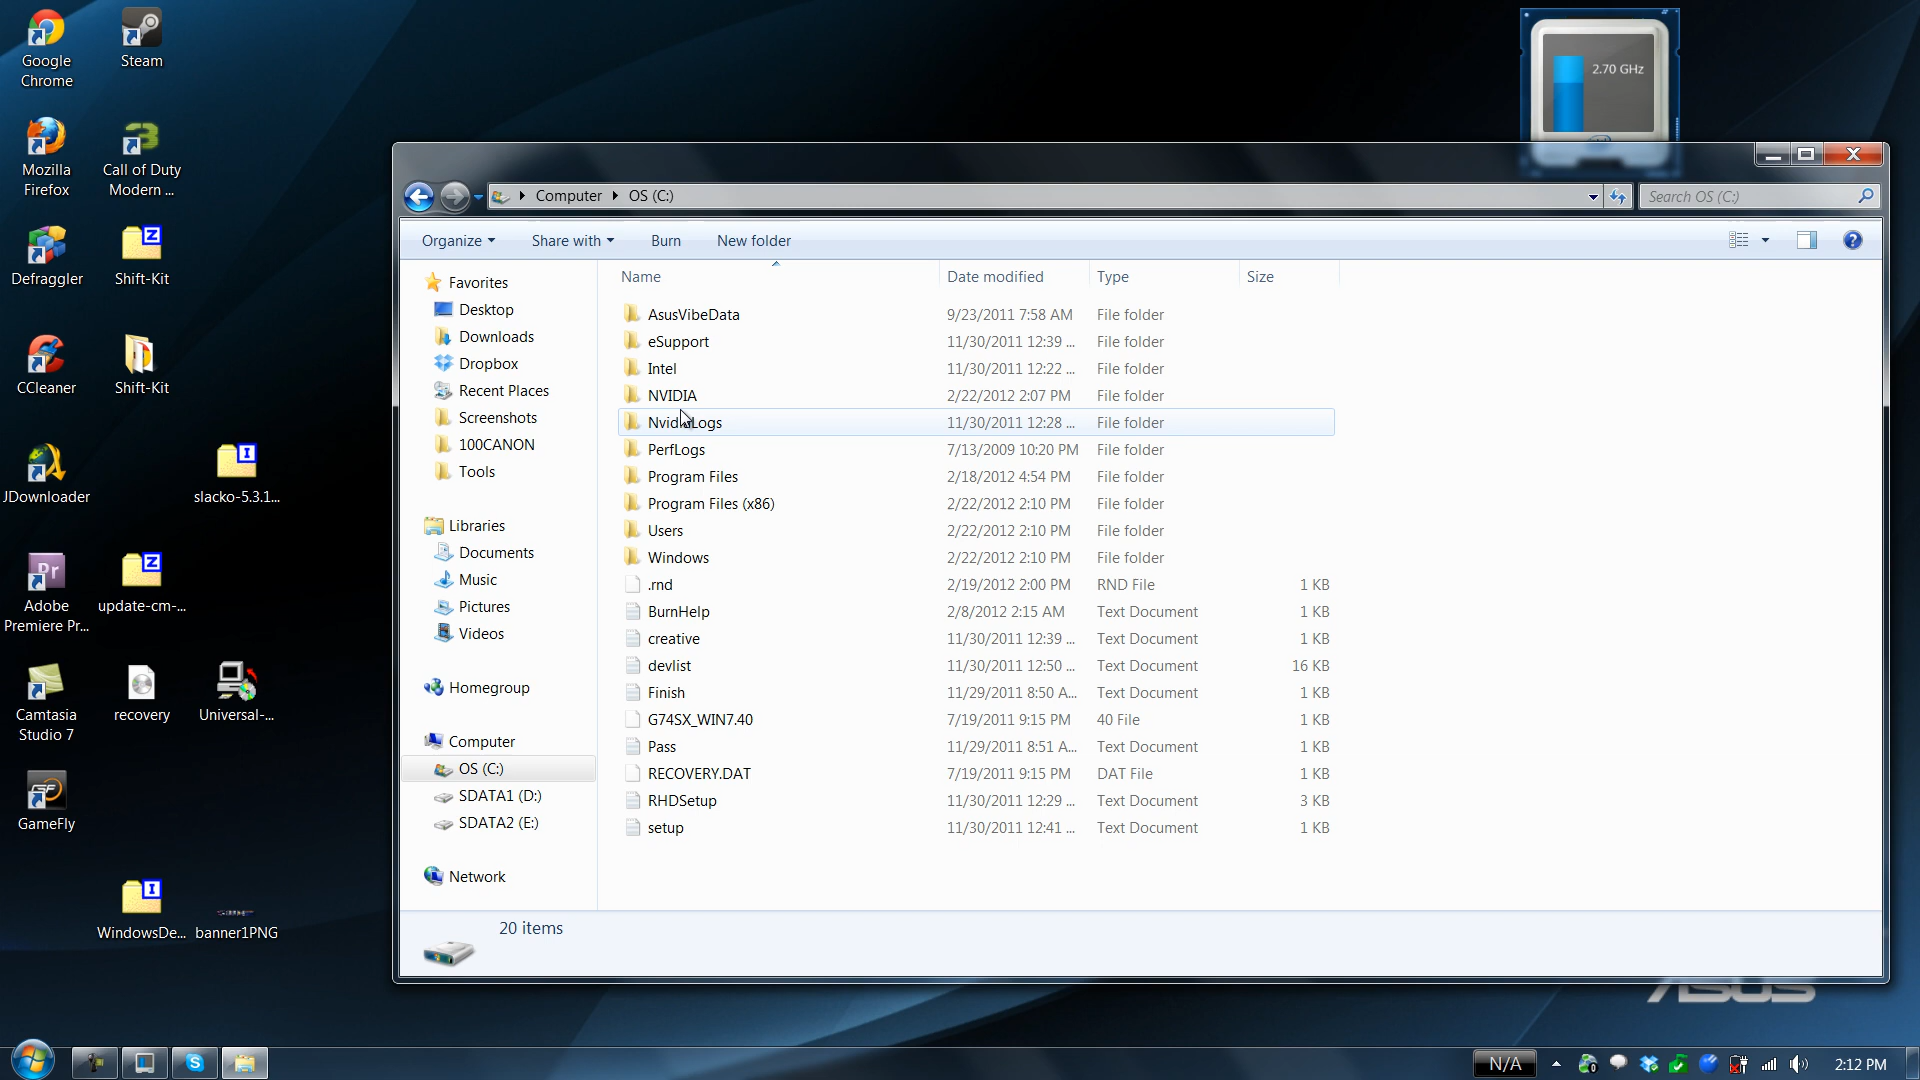 Google
Chrome
Steam
Mozilla
Firefox
Call of Duty
Modern ...
Defraggler
Shift-Kit
CCleaner
Shift-Kit
JDownloader
slacko-5.3.1...
Adobe
Premiere Pr...
update-cm-...
Camtasia
Studio 7
recovery
Universal-...
GameFly
WindowsDe...
banner1PNG
2.70 GHz
Computer OS (C:)
Search OS (C:)
Organize Share with Burn New folder
Name Date modified Type Size
Favorites
Desktop
Downloads
Dropbox
Recent Places
Screenshots
100CANON
Tools
Libraries
Documents
Music
Pictures
Videos
Homegroup
Computer
OS (C:)
SDATA1 (D:)
SDATA2 (E:)
Network
AsusVibeData 9/23/2011 7:58 AM File folder
eSupport 11/30/2011 12:39 ... File folder
Intel 11/30/2011 12:22 ... File folder
NVIDIA 2/22/2012 2:07 PM File folder
NvidiaLogs 11/30/2011 12:28 ... File folder
PerfLogs 7/13/2009 10:20 PM File folder
Program Files 2/18/2012 4:54 PM File folder
Program Files (x86) 2/22/2012 2:10 PM File folder
Users 2/22/2012 2:10 PM File folder
Windows 2/22/2012 2:10 PM File folder
.rnd 2/19/2012 2:00 PM RND File 1 KB
BurnHelp 2/8/2012 2:15 AM Text Document 1 KB
creative 11/30/2011 12:39 ... Text Document 1 KB
devlist 11/30/2011 12:50 ... Text Document 16 KB
Finish 11/29/2011 8:50 A... Text Document 1 KB
G74SX_WIN7.40 7/19/2011 9:15 PM 40 File 1 KB
Pass 11/29/2011 8:51 A... Text Document 1 KB
RECOVERY.DAT 7/19/2011 9:15 PM DAT File 1 KB
RHDSetup 11/30/2011 12:29 ... Text Document 3 KB
setup 11/30/2011 12:41 ... Text Document 1 KB
20 items
ASUS
N/A
2:12 PM